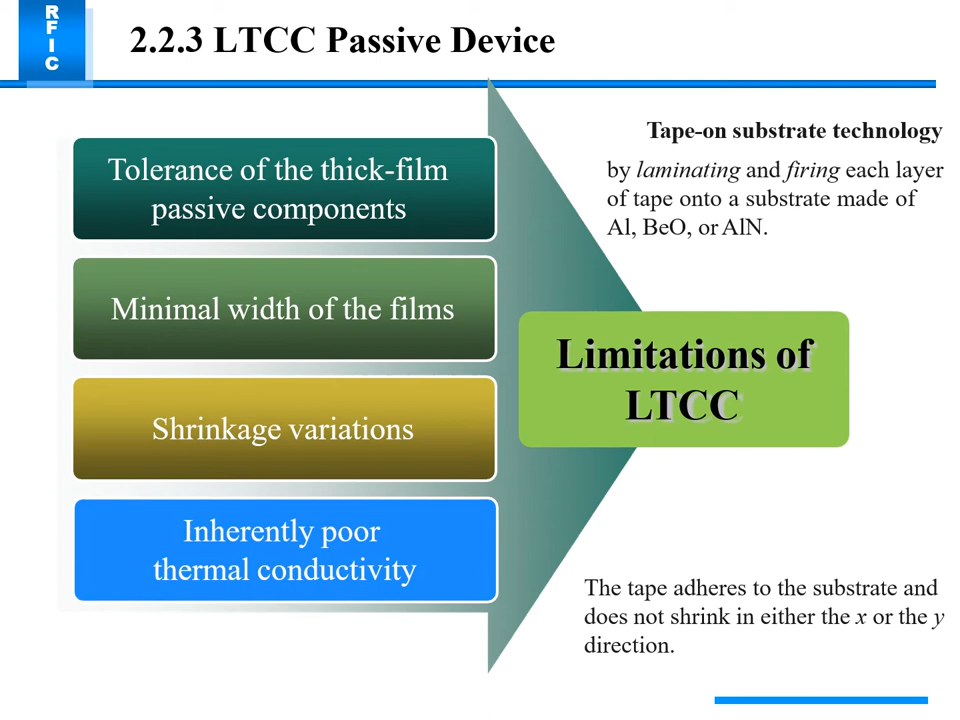 RFIC
2.2.3 LTCC Passive Device
Tolerance of the thick-film
passive components
Minimal width of the films
Shrinkage variations
Inherently poor
thermal conductivity
Limitations of
LTCC
Tape-on substrate technology
by laminating and firing each layer
of tape onto a substrate made of
Al, BeO, or AlN.
The tape adheres to the substrate and
does not shrink in either the x or the y
direction.